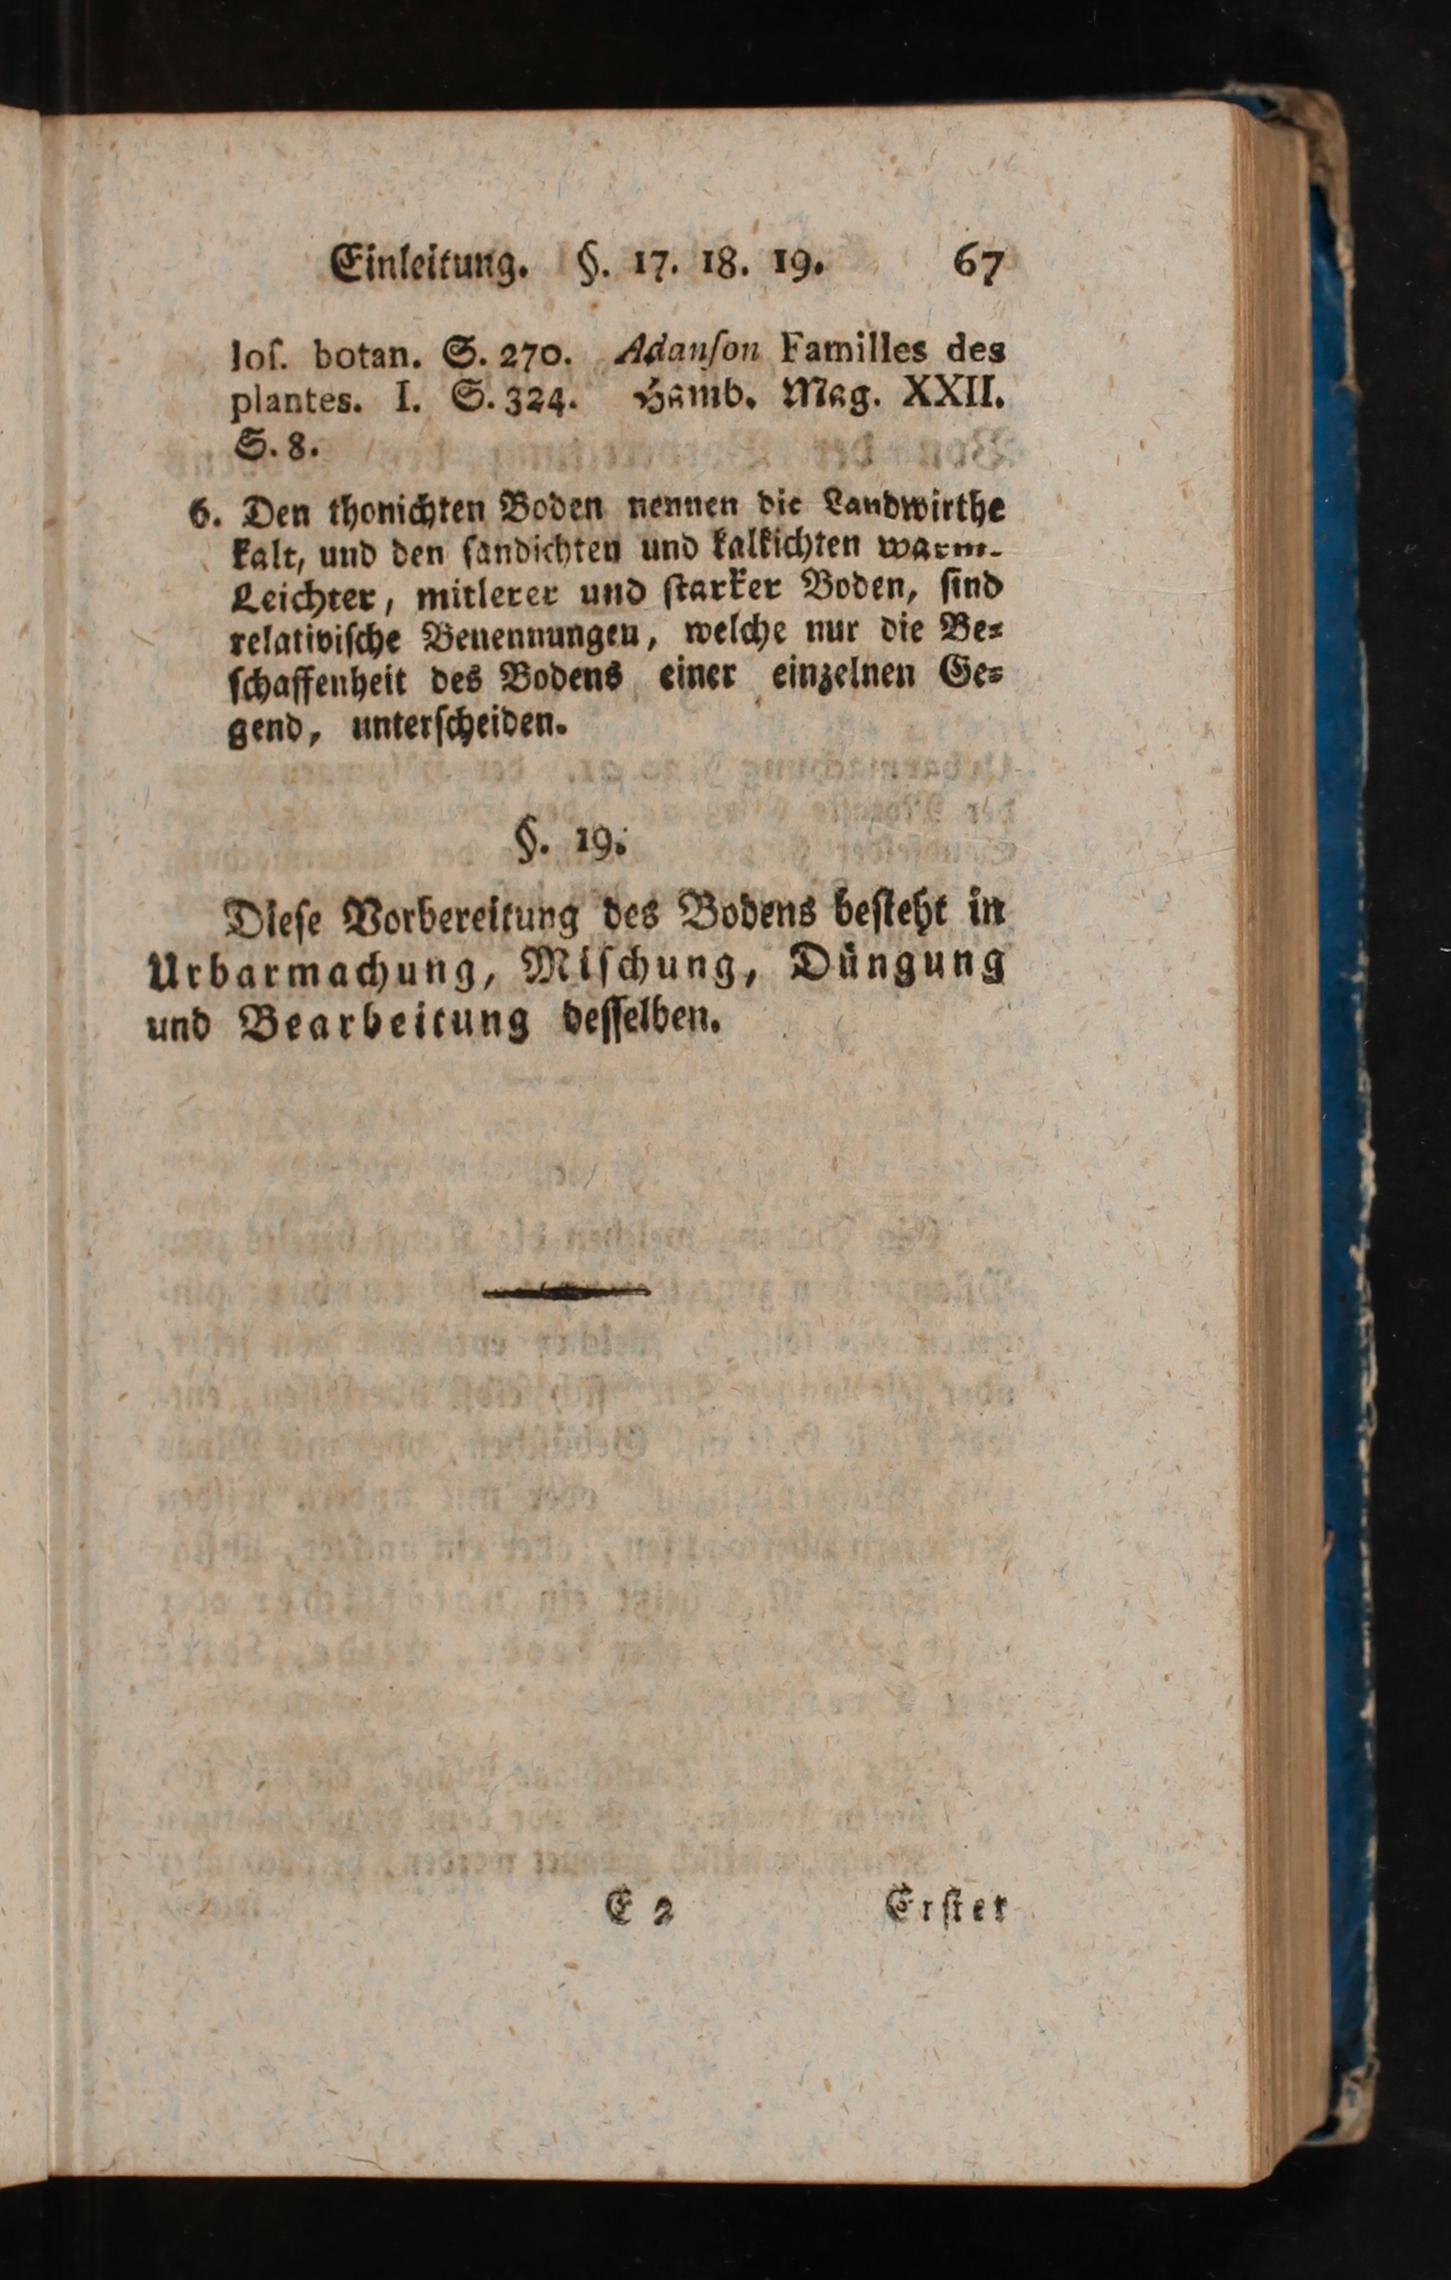 Einleitung. §. 17. 18. 19. 67
loſ. botan. S. 270. Adanſon Familles des
plantes. I. S. 324. Hamb. Mag. XXII.
S. 8.
6. Den thonichten Boden nennen die Landwirthe
kalt, und den ſandichten und kalkichten warm.
Leichter, mitlerer und ſtarker Boden, ſind
relativiſche Benennungen, welche nur die Be⸗
ſchaffenheit des Bodens einer einzelnen Ge⸗
gend, unterſcheiden.
§. 19.
Dieſe Vorbereitung des Bodens beſteht in
Urbarmachung, Miſchung, Düngung
und Bearbeitung deſſelben.
E 2 Erſter